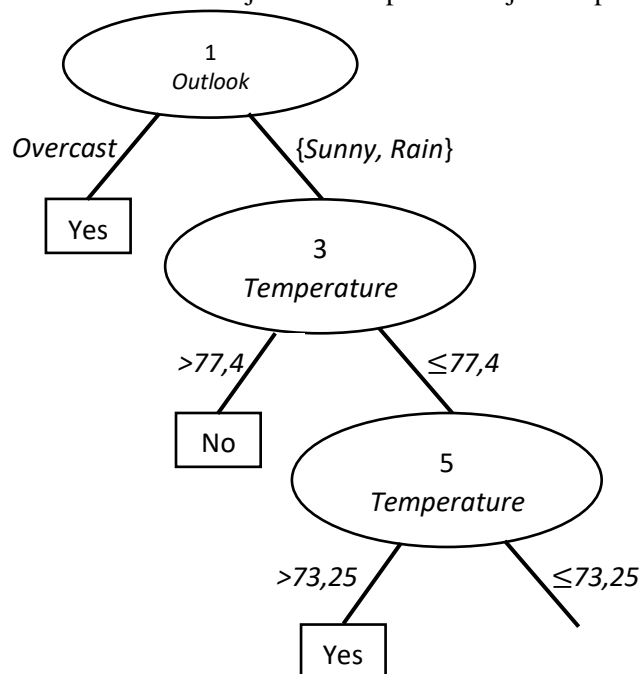 1
Outlook
Overcast
{Sunny, Rain}
Yes
3
Temperature
>77,4
≤77,4
No
5
Temperature
>73,25
≤73,25
Yes